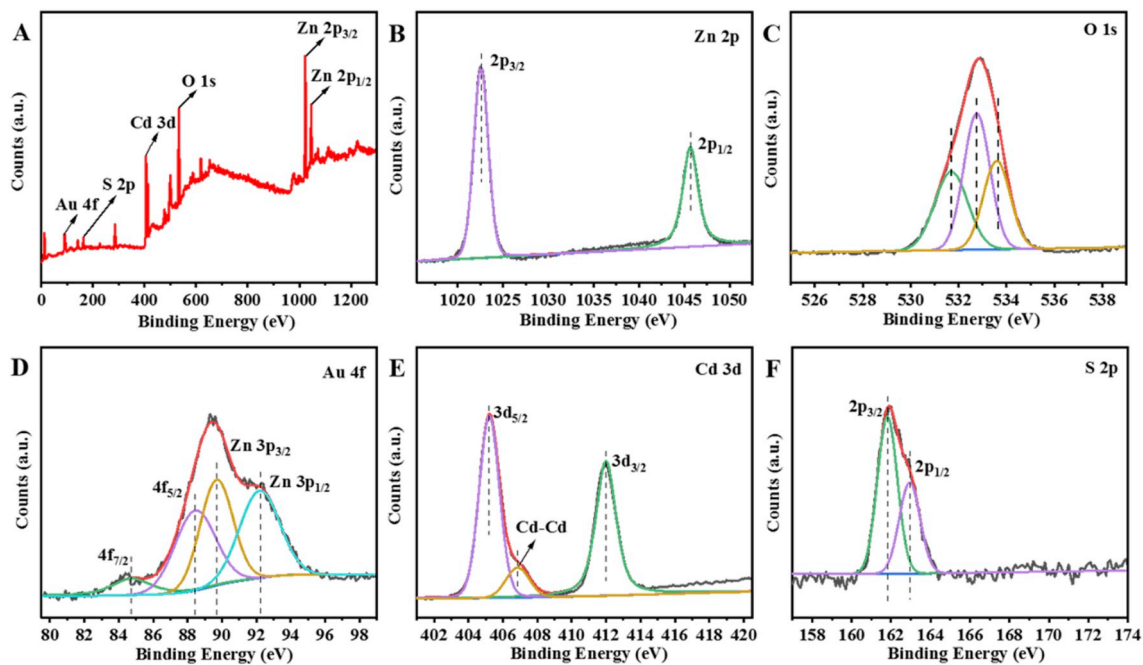 A
Zn 2p3/2
O 1s
Zn 2p1/2
Cd 3d
S 2p
Au 4f
Counts (a.u.)
0 200 400 600 800 1000 1200
Binding Energy (eV)
B
Zn 2p
2p3/2
2p1/2
Counts (a.u.)
1020 1025 1030 1035 1040 1045 1050
Binding Energy (eV)
C
O 1s
Counts (a.u.)
526 528 530 532 534 536 538
Binding Energy (eV)
D
Au 4f
Zn 3p3/2
Zn 3p1/2
4f5/2
4f7/2
Counts (a.u.)
80 82 84 86 88 90 92 94 96 98
Binding Energy (eV)
E
Cd 3d
3d5/2
3d3/2
Cd-Cd
Counts (a.u.)
402 404 406 408 410 412 414 416 418 420
Binding Energy (eV)
F
S 2p
2p3/2
2p1/2
Counts (a.u.)
158 160 162 164 166 168 170 172 174
Binding Energy (eV)